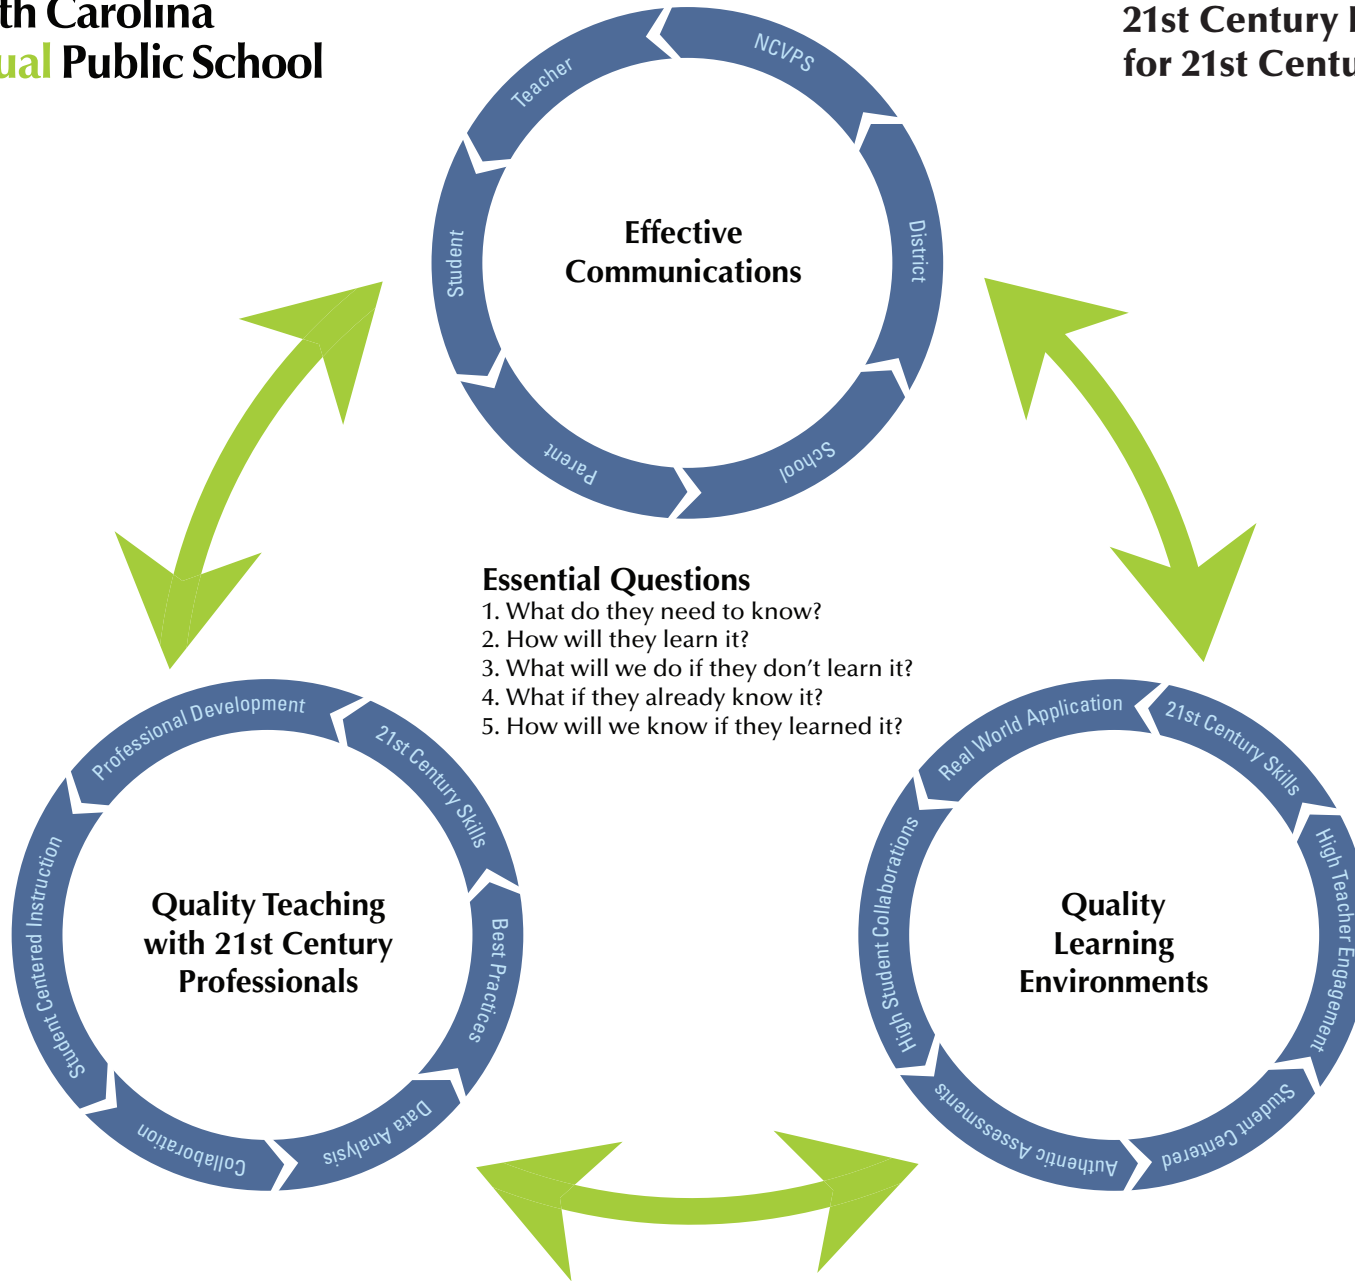 th Carolina
ual Public School
21st Century
for 21st Centu
NCVPS
Teacher
District
Student
School
Parent
Effective
Communications
Essential Questions
1. What do they need to know?
2. How will they learn it?
3. What will we do if they don't learn it?
4. What if they already know it?
5. How will we know if they learned it?
Professional Development
21st Century Skills
Best Practices
Data Analysis
Collaboration
Student Centered Instruction
Quality Teaching
with 21st Century
Professionals
Real World Application
21st Century Skills
High Teacher Engagement
Student Centered
Authentic Assessments
High Student Collaborations
Quality
Learning
Environments